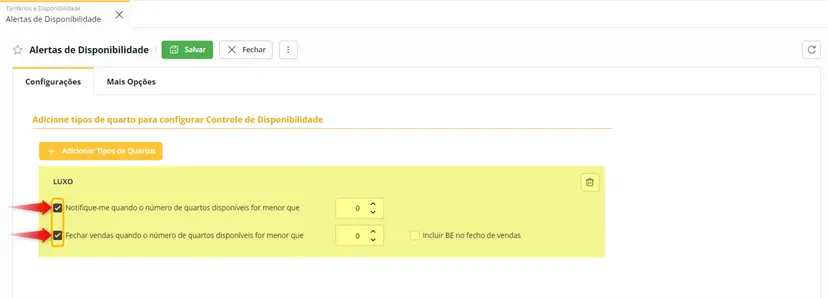 Tarifários e Disponibilidade
Alertas de Disponibilidade
Alertas de Disponibilidade
Salvar
Fechar
Configurações
Mais Opções
Adicione tipos de quarto para configurar Controle de Disponibilidade
Adicionar Tipos de Quartos
LUXO
Notifique-me quando o número de quartos disponíveis for menor que 0
Fechar vendas quando o número de quartos disponíveis for menor que 0 Incluir BE no fecho de vendas